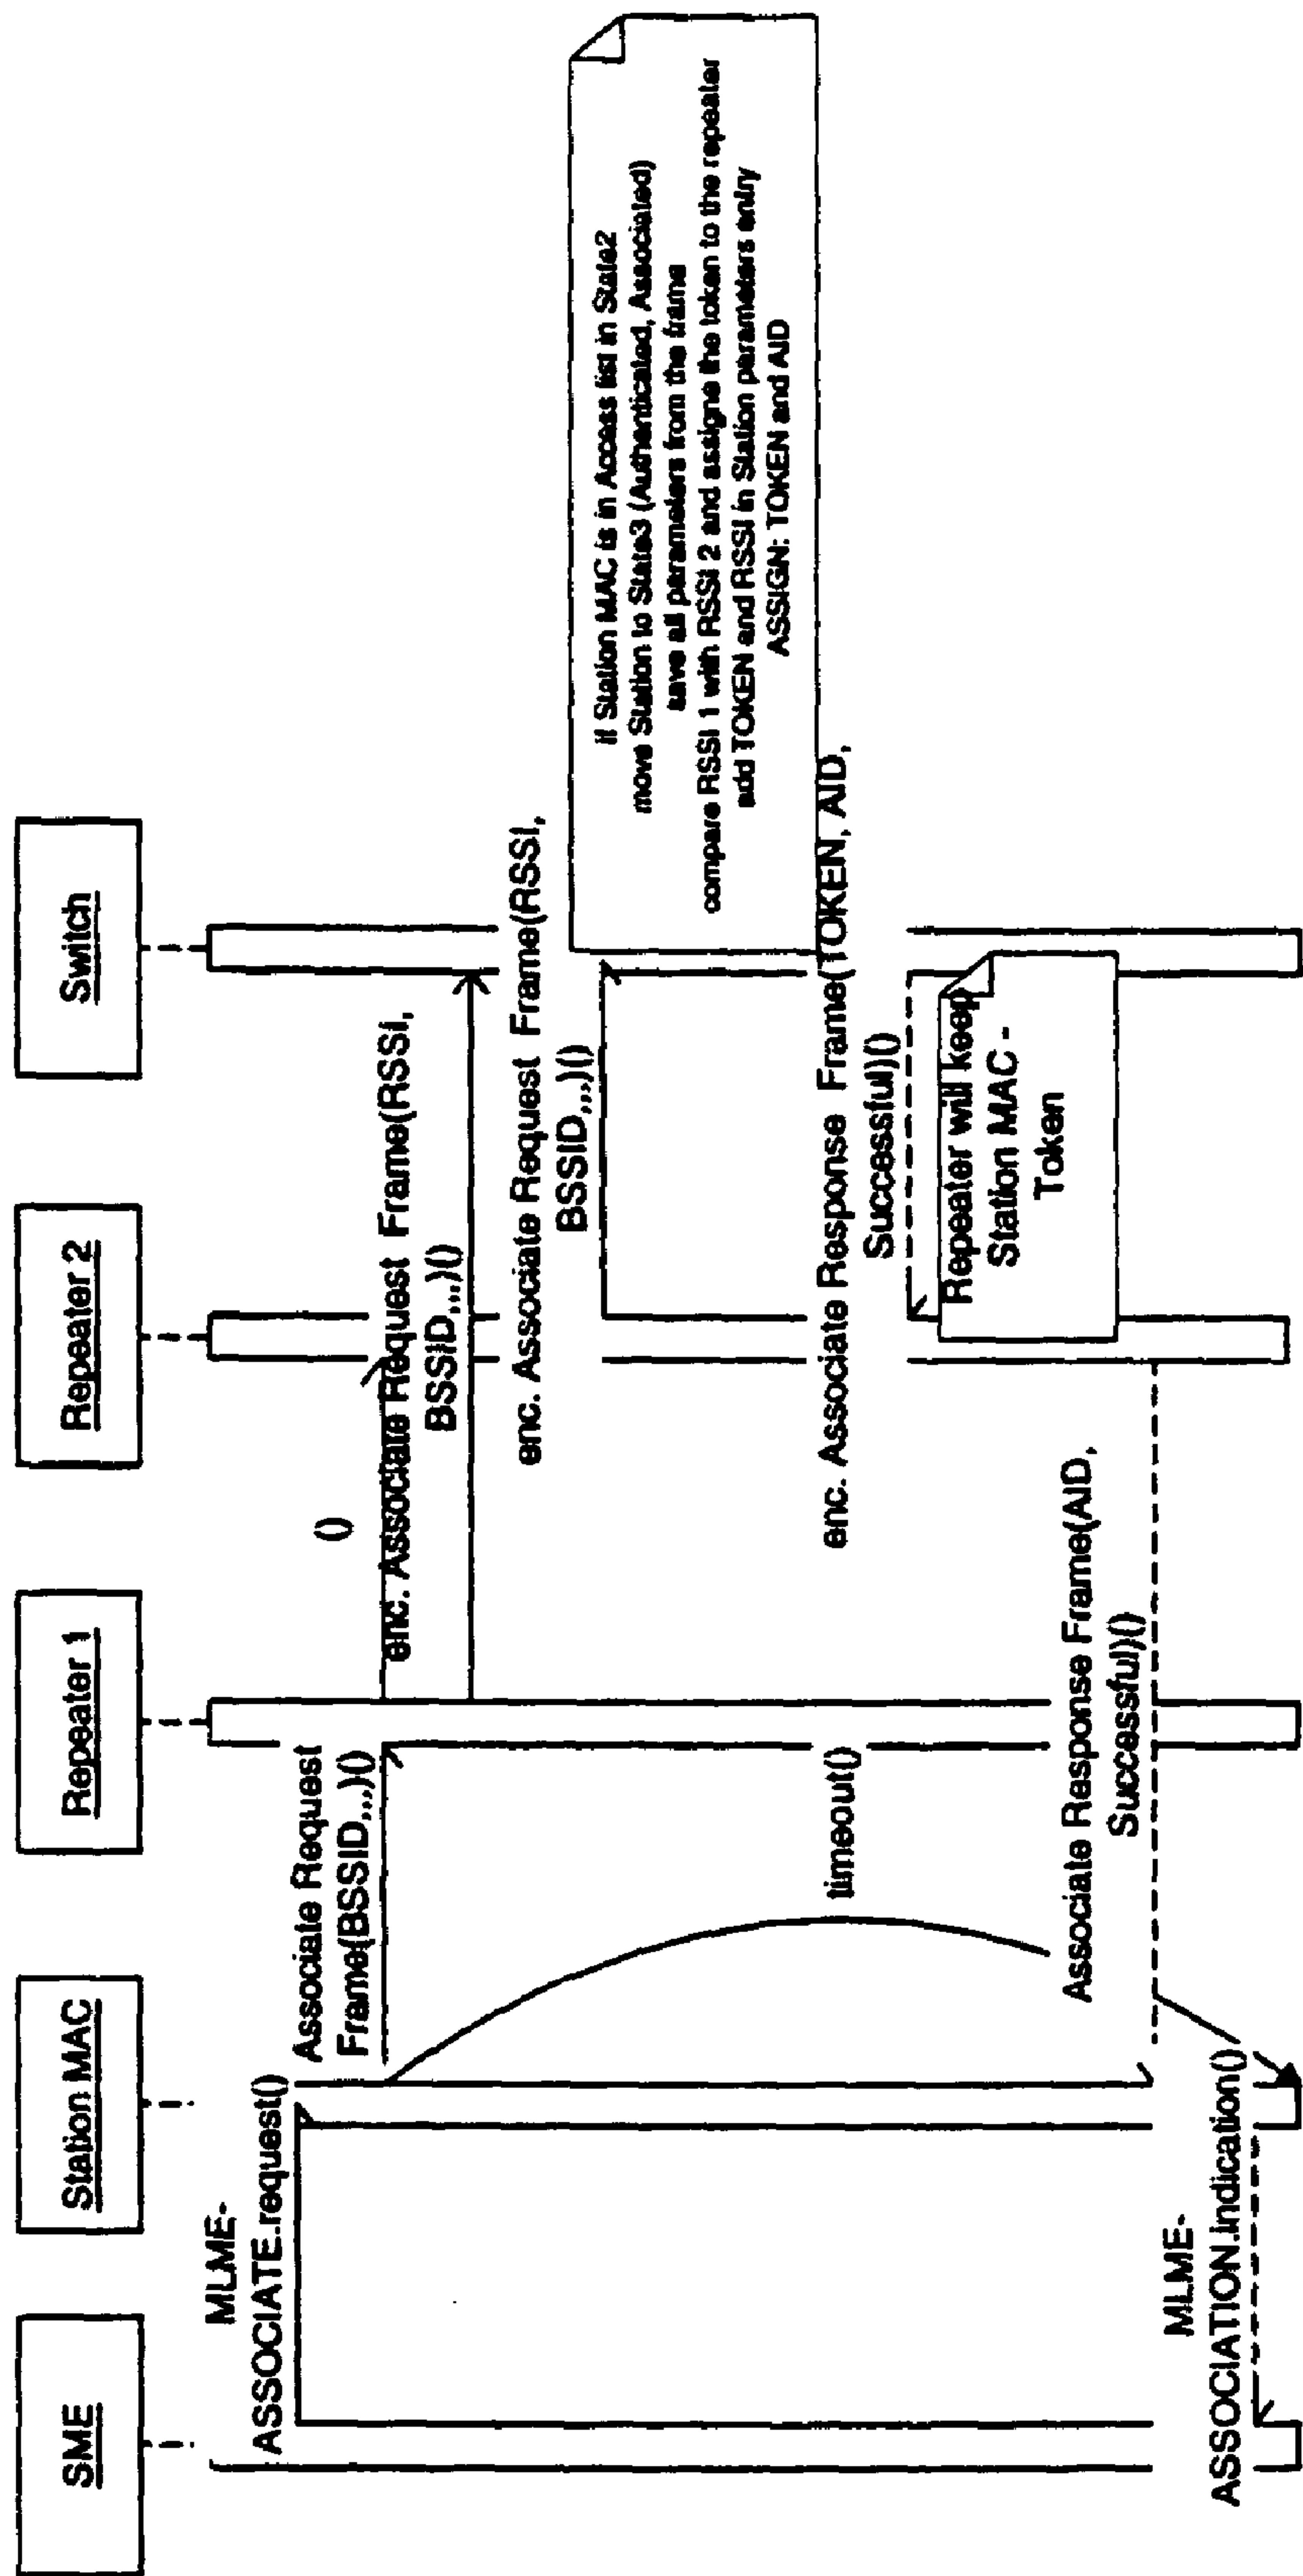 SME
Station MAC
Repeater 1
Repeater 2
Switch
MLME-
ASSOCIATE.request()
Associate Request
Frame(BSSID,,,)()
()
enc. Associate Request Frame(RSSI,
BSSID,,,)()
enc. Associate Request Frame(RSSI,
BSSID,,,)()
If Station MAC is in Access list in State2
move Station to State3 (Authenticated, Associated)
save all parameters from the frame
compare RSSI 1 with RSSI 2 and assigne the token to the repeater
add TOKEN and RSSI in Station parameters entry
ASSIGN: TOKEN and AID
timeout()
enc. Associate Response Frame(TOKEN, AID,
Successful)()
Repeater will keep
Station MAC -
Token
Associate Response Frame(AID,
Successful)()
MLME-
ASSOCIATION.indication()